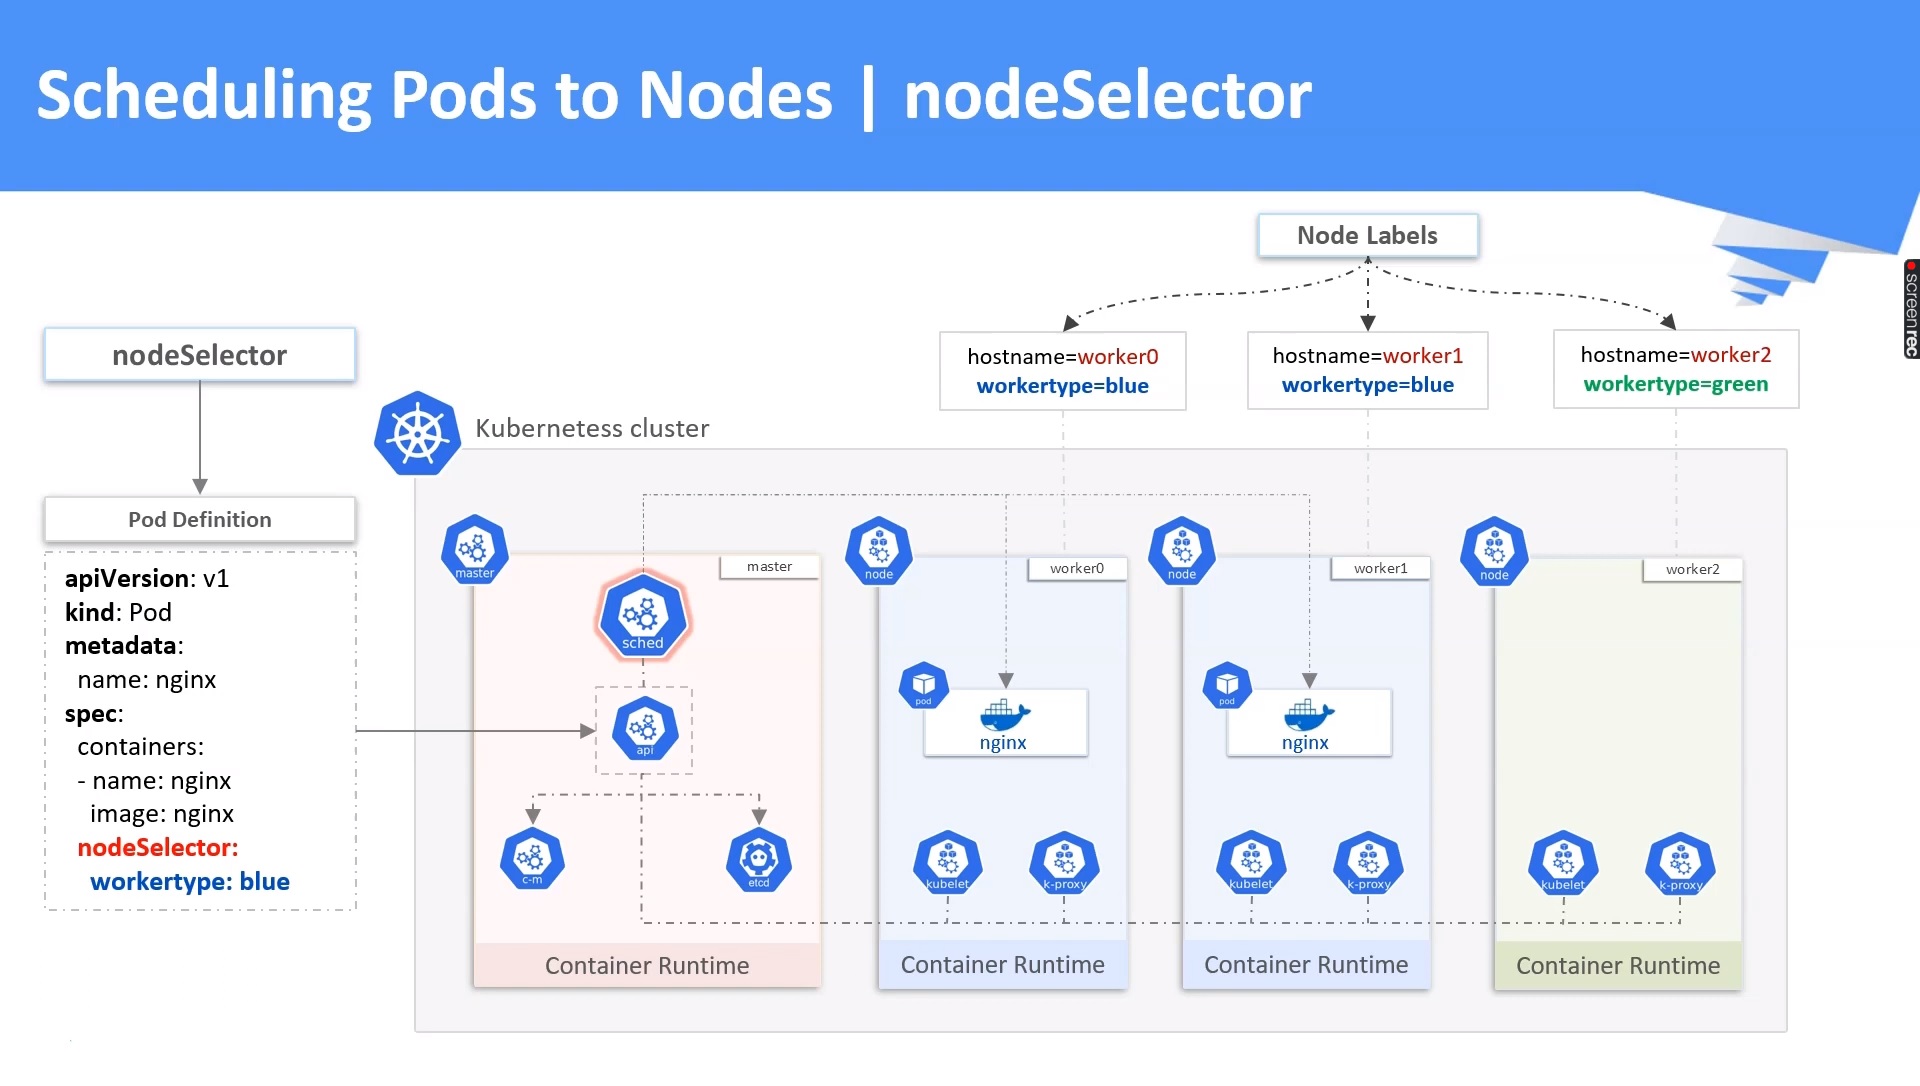 Scheduling Pods to Nodes | nodeSelector
Node Labels
screenrec
nodeSelector
hostname=worker0
workertype=blue
hostname=worker1
workertype=blue
hostname=worker2
workertype=green
Kubernetess cluster
Pod Definition
apiVersion: v1
kind: Pod
metadata:
name: nginx
spec:
containers:
- name: nginx
image: nginx
nodeSelector:
workertype: blue
master
master
sched
api
c-m
etcd
Container Runtime
node
worker0
pod
nginx
kubelet
k-proxy
Container Runtime
node
worker1
pod
nginx
kubelet
k-proxy
Container Runtime
node
worker2
kubelet
k-proxy
Container Runtime